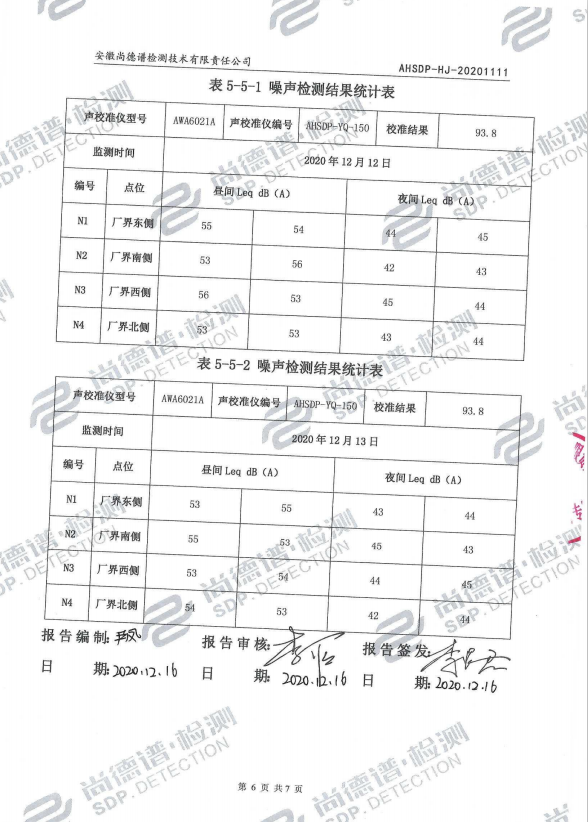 安徽尚德谱检测技术有限责任公司 AHSDP-HJ-20201111
表 5-5-1 噪声检测结果统计表
声校准仪型号 AWA6021A 声校准仪编号 AHSDP-YQ-150 校准结果 93.8
监测时间 2020 年 12 月 12 日
编号 点位 昼间 Leq dB（A） 夜间 Leq dB（A）
N1 厂界东侧 55 54 44 45
N2 厂界南侧 53 56 42 43
N3 厂界西侧 56 53 45 44
N4 厂界北侧 53 53 43 44
表 5-5-2 噪声检测结果统计表
声校准仪型号 AWA6021A 声校准仪编号 AHSDP-YQ-150 校准结果 93.8
监测时间 2020 年 12 月 13 日
编号 点位 昼间 Leq dB（A） 夜间 Leq dB（A）
N1 厂界东侧 53 55 43 44
N2 厂界南侧 55 53 45 43
N3 厂界西侧 53 54 44 45
N4 厂界北侧 54 53 42 44
报告编制: 报告审核: 报告签发:
日 期: 2020.12.16 日 期: 2020.12.16 日 期: 2020.12.16
尚德谱·检测
SDP. DETECTION
第 6 页 共 7 页